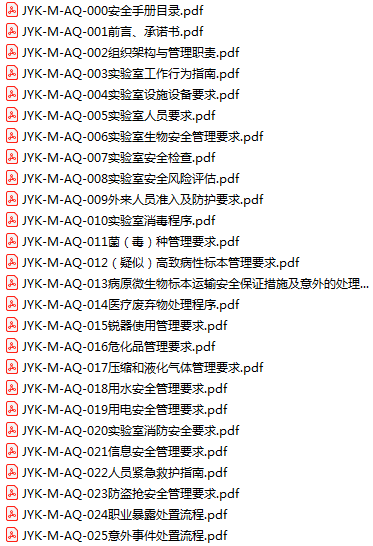 JYK-M-AQ-000安全手册目录.pdf
JYK-M-AQ-001前言、承诺书.pdf
JYK-M-AQ-002组织架构与管理职责.pdf
JYK-M-AQ-003实验室工作行为指南.pdf
JYK-M-AQ-004实验室设施设备要求.pdf
JYK-M-AQ-005实验室人员要求.pdf
JYK-M-AQ-006实验室生物安全管理要求.pdf
JYK-M-AQ-007实验室安全检查.pdf
JYK-M-AQ-008实验室安全风险评估.pdf
JYK-M-AQ-009外来人员准入及防护要求.pdf
JYK-M-AQ-010实验室消毒程序.pdf
JYK-M-AQ-011菌（毒）种管理要求.pdf
JYK-M-AQ-012（疑似）高致病性标本管理要求.pdf
JYK-M-AQ-013病原微生物标本运输安全保证措施及意外的处理...
JYK-M-AQ-014医疗废弃物处理程序.pdf
JYK-M-AQ-015锐器使用管理要求.pdf
JYK-M-AQ-016危化品管理要求.pdf
JYK-M-AQ-017压缩和液化气体管理要求.pdf
JYK-M-AQ-018用水安全管理要求.pdf
JYK-M-AQ-019用电安全管理要求.pdf
JYK-M-AQ-020实验室消防安全要求.pdf
JYK-M-AQ-021信息安全管理要求.pdf
JYK-M-AQ-022人员紧急救护指南.pdf
JYK-M-AQ-023防盗抢安全管理要求.pdf
JYK-M-AQ-024职业暴露处置流程.pdf
JYK-M-AQ-025意外事件处置流程.pdf